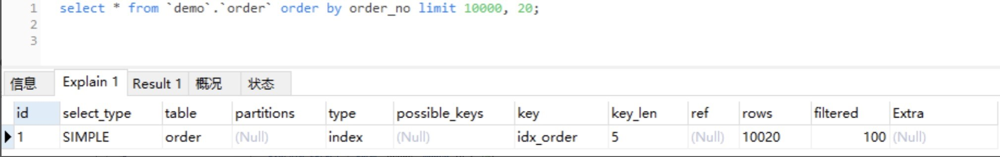 1 select * from `demo`.`order` order by order_no limit 10000, 20;
2
3
信息 Explain 1 Result 1 概况 状态
id select_type table partitions type possible_keys key key_len ref rows filtered Extra
1 SIMPLE order (Null) index (Null) idx_order 5 (Null) 10020 100 (Null)